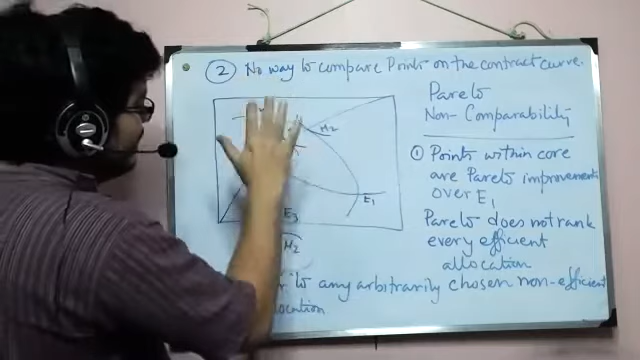 ② No way to compare Points on the contract curve.
Pareto
Non-Comparability
① Points within core
are Pareto improvements
over E₁
Pareto does not rank
every efficient
allocation
M₂
E₁
E₃
M₂
to any arbitrarily chosen non-efficient